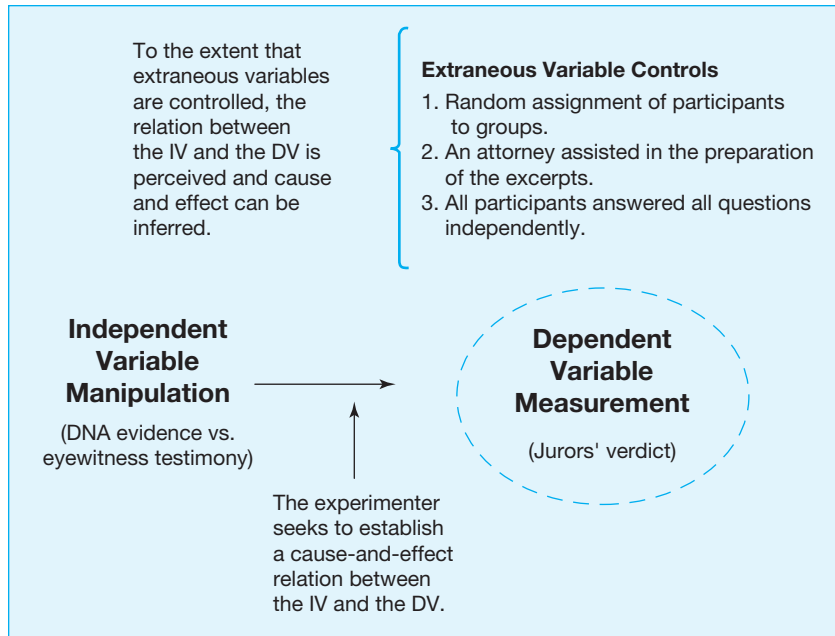 To the extent that
extraneous variables
are controlled, the
relation between
the IV and the DV is
perceived and cause
and effect can be
inferred.
Extraneous Variable Controls
1. Random assignment of participants
to groups.
2. An attorney assisted in the preparation
of the excerpts.
3. All participants answered all questions
independently.
Independent
Variable
Manipulation
(DNA evidence vs.
eyewitness testimony)
Dependent
Variable
Measurement
(Jurors' verdict)
The experimenter
seeks to establish
a cause-and-effect
relation between
the IV and the DV.